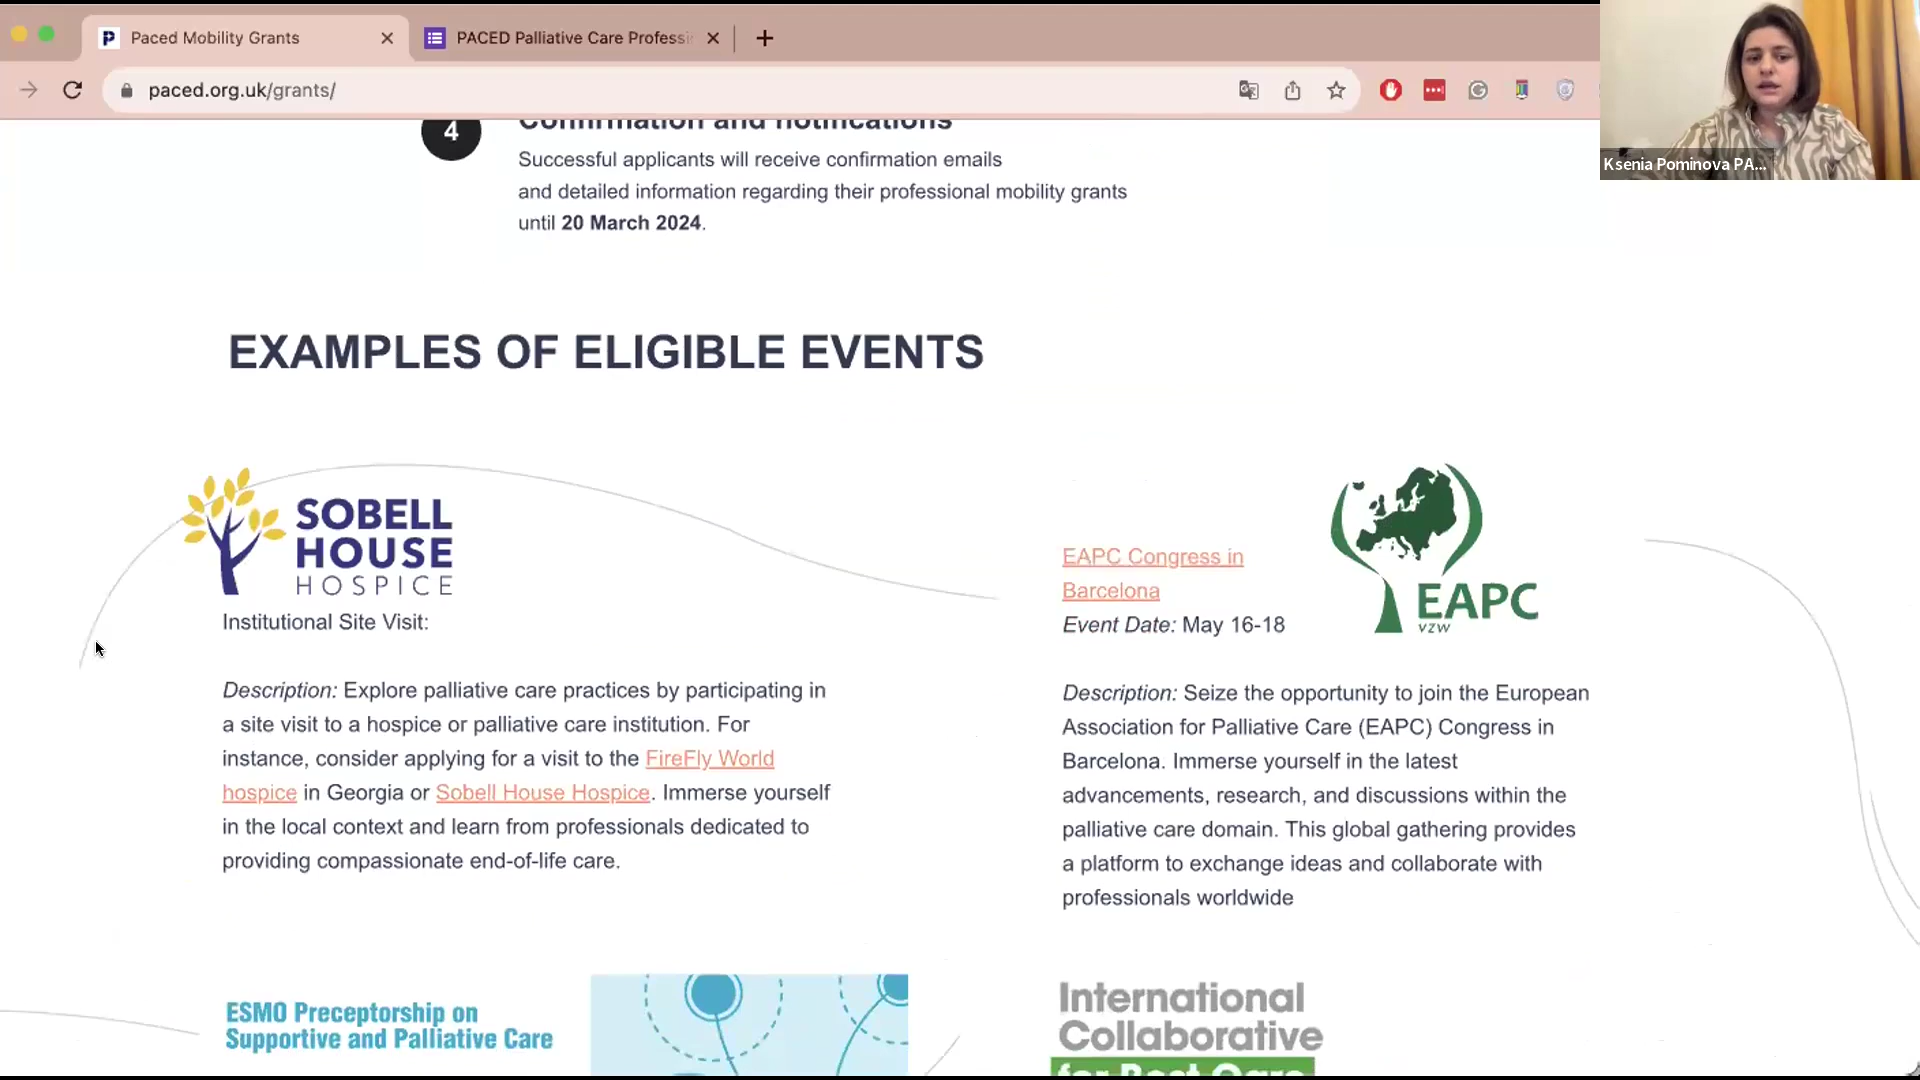 Paced Mobility Grants
PACED Palliative Care Professi
paced.org.uk/grants/
Ksenia Pominova PA...
4
Confirmation and notifications
Successful applicants will receive confirmation emails
and detailed information regarding their professional mobility grants
until 20 March 2024.
EXAMPLES OF ELIGIBLE EVENTS
SOBELL
HOUSE
HOSPICE
Institutional Site Visit:
Description: Explore palliative care practices by participating in
a site visit to a hospice or palliative care institution. For
instance, consider applying for a visit to the FireFly World
hospice in Georgia or Sobell House Hospice. Immerse yourself
in the local context and learn from professionals dedicated to
providing compassionate end-of-life care.
EAPC Congress in
Barcelona
Event Date: May 16-18
EAPC
vzw
Description: Seize the opportunity to join the European
Association for Palliative Care (EAPC) Congress in
Barcelona. Immerse yourself in the latest
advancements, research, and discussions within the
palliative care domain. This global gathering provides
a platform to exchange ideas and collaborate with
professionals worldwide
ESMO Preceptorship on
Supportive and Palliative Care
International
Collaborative
for Best Care